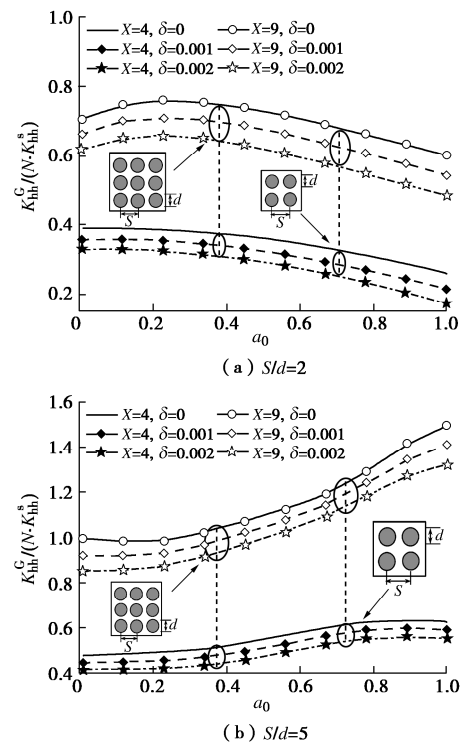 X=4, δ=0
X=9, δ=0
X=4, δ=0.001
X=9, δ=0.001
X=4, δ=0.002
X=9, δ=0.002
K_hh^G/(N·K_hh^s)
1.0
0.8
0.6
0.4
0.2
S
d
S
d
0
0.2
0.4
0.6
0.8
1.0
a₀
(a) S/d=2
X=4, δ=0
X=9, δ=0
X=4, δ=0.001
X=9, δ=0.001
X=4, δ=0.002
X=9, δ=0.002
K_hh^G/(N·K_hh^s)
1.6
1.4
1.2
1.0
0.8
0.6
0.4
S
d
S
d
0
0.2
0.4
0.6
0.8
1.0
a₀
(b) S/d=5